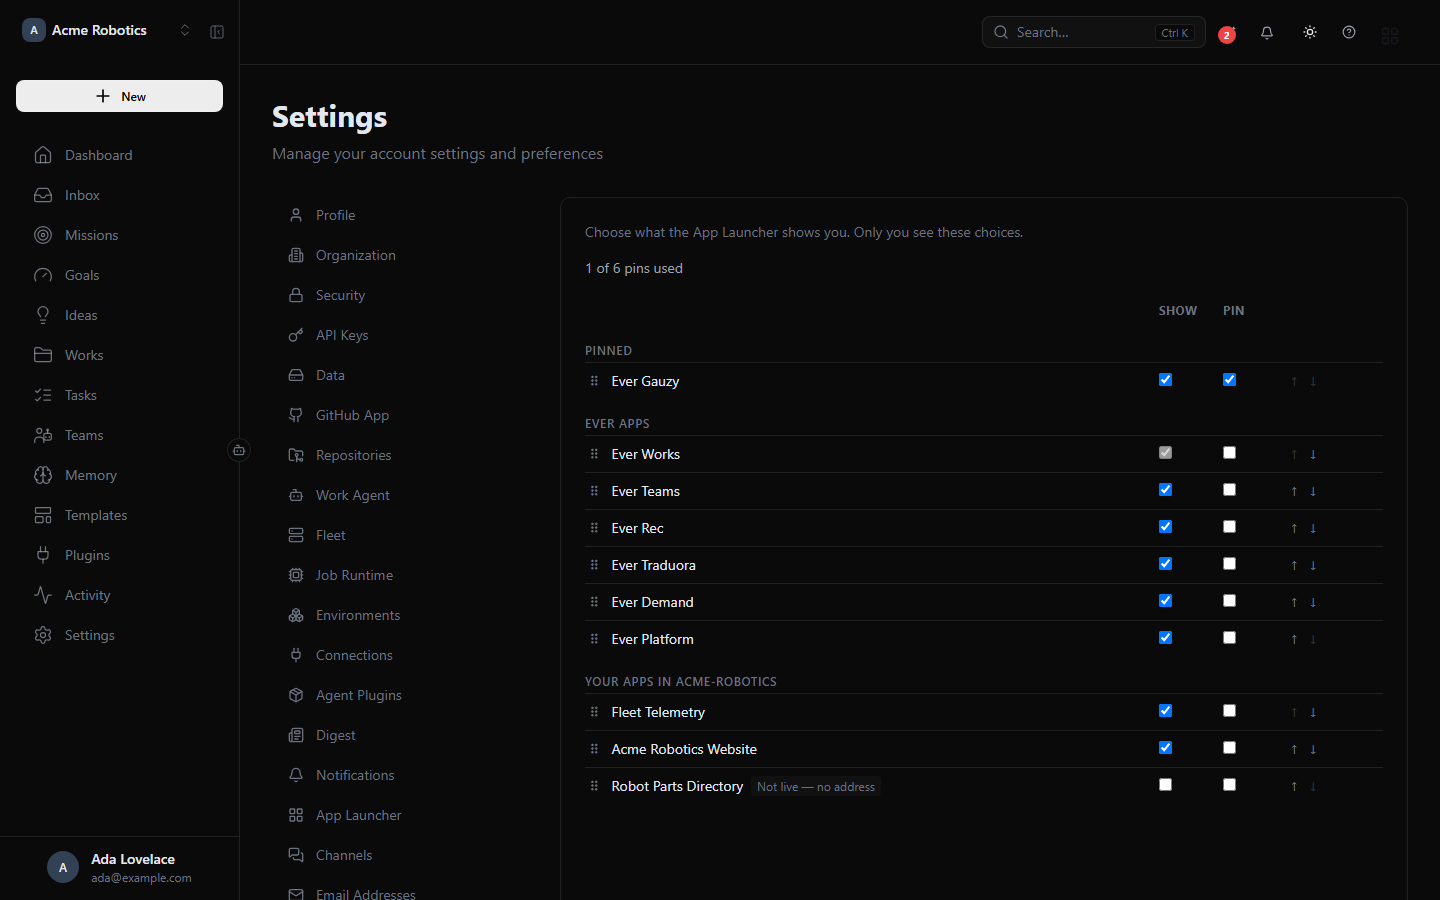 A Acme Robotics
Search... Ctrl K
2
New
Settings
Manage your account settings and preferences
Dashboard
Inbox
Missions
Goals
Ideas
Works
Tasks
Teams
Memory
Templates
Plugins
Activity
Settings
A
Ada Lovelace
ada@example.com
Profile
Organization
Security
API Keys
Data
GitHub App
Repositories
Work Agent
Fleet
Job Runtime
Environments
Connections
Agent Plugins
Digest
Notifications
App Launcher
Channels
Email Addresses
Choose what the App Launcher shows you. Only you see these choices.
1 of 6 pins used
SHOW PIN
PINNED
Ever Gauzy ↑ ↓
EVER APPS
Ever Works ↑ ↓
Ever Teams ↑ ↓
Ever Rec ↑ ↓
Ever Traduora ↑ ↓
Ever Demand ↑ ↓
Ever Platform ↑ ↓
YOUR APPS IN ACME-ROBOTICS
Fleet Telemetry ↑ ↓
Acme Robotics Website ↑ ↓
Robot Parts Directory Not live — no address ↑ ↓